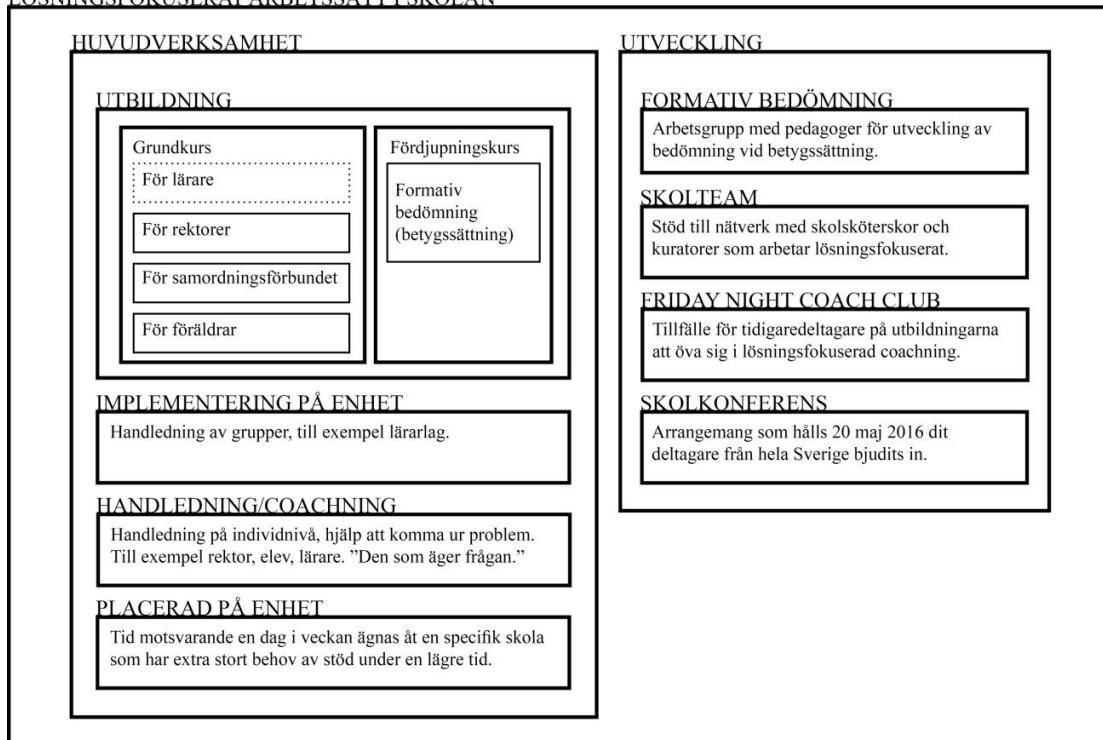 LÖSNINGSFOKUSERAT ARBETSSÄTT I SKOLAN
HUVUDVERKSAMHET
UTBILDNING
Grundkurs
För lärare
För rektorer
För samordningsförbundet
För föräldrar
Fördjupningskurs
Formativ
bedömning
(betygssättning)
IMPLEMENTERING PÅ ENHET
Handledning av grupper, till exempel lärarlag.
HANDLEDNING/COACHNING
Handledning på individnivå, hjälp att komma ur problem.
Till exempel rektor, elev, lärare. ”Den som äger frågan.”
PLACERAD PÅ ENHET
Tid motsvarande en dag i veckan ägnas åt en specifik skola
som har extra stort behov av stöd under en lägre tid.
UTVECKLING
FORMATIV BEDÖMNING
Arbetsgrupp med pedagoger för utveckling av
bedömning vid betygssättning.
SKOLTEAM
Stöd till nätverk med skolsköterskor och
kuratorer som arbetar lösningsfokuserat.
FRIDAY NIGHT COACH CLUB
Tillfälle för tidigaredeltagare på utbildningarna
att öva sig i lösningsfokuserad coachning.
SKOLKONFERENS
Arrangemang som hålls 20 maj 2016 dit
deltagare från hela Sverige bjudits in.